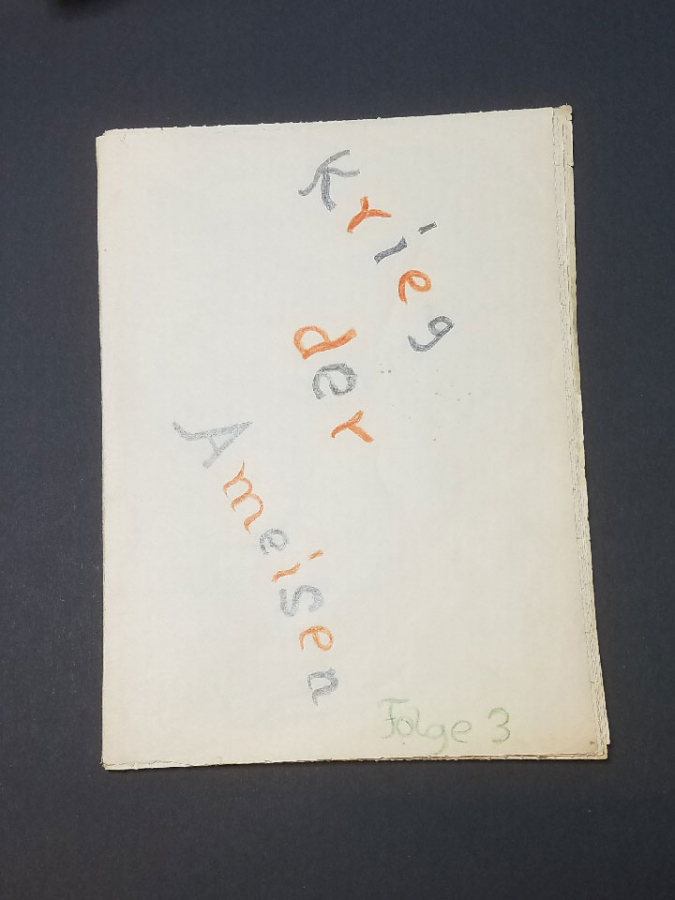 Krieg
der
Ameisen
Folge 3